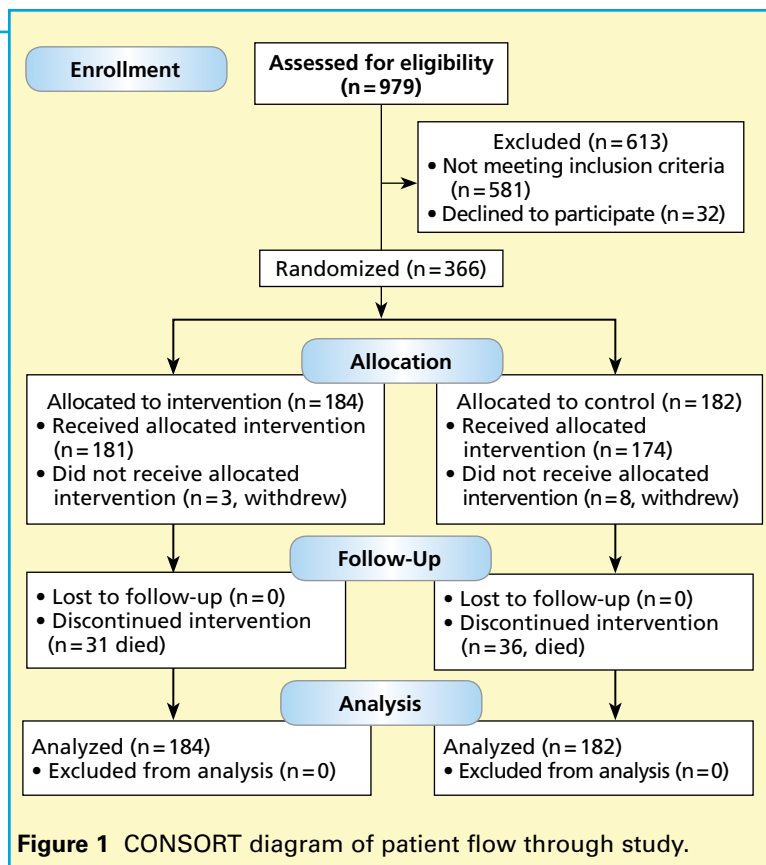 Enrollment
Assessed for eligibility
(n=979)
Excluded (n=613)
• Not meeting inclusion criteria
(n=581)
• Declined to participate (n=32)
Randomized (n=366)
Allocation
Allocated to intervention (n=184)
• Received allocated intervention
(n=181)
• Did not receive allocated
intervention (n=3, withdrew)
Allocated to control (n=182)
• Received allocated
intervention (n=174)
• Did not receive allocated
intervention (n=8, withdrew)
Follow-Up
• Lost to follow-up (n=0)
• Discontinued intervention
(n=31 died)
• Lost to follow-up (n=0)
• Discontinued intervention
(n=36, died)
Analysis
Analyzed (n=184)
• Excluded from analysis (n=0)
Analyzed (n=182)
• Excluded from analysis (n=0)
Figure 1 CONSORT diagram of patient flow through study.